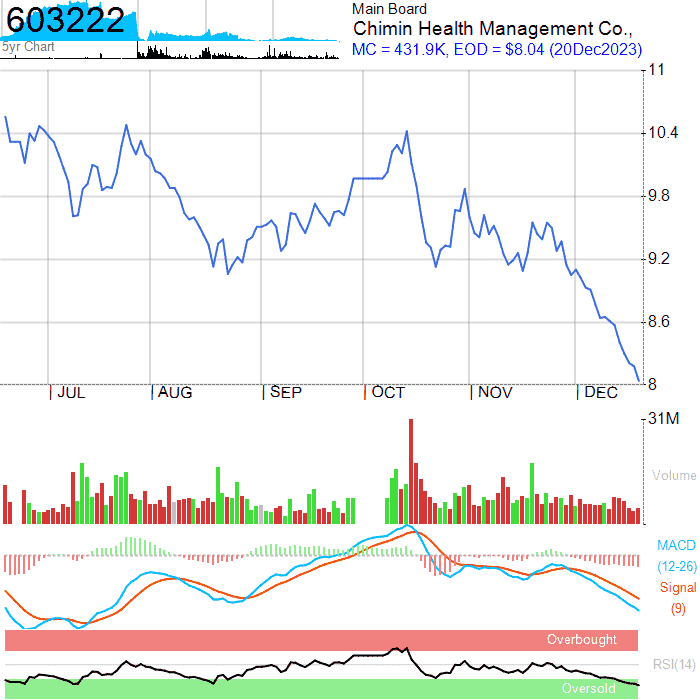 603222
5yr Chart
Main Board
Chimin Health Management Co.,
MC = 431.9K, EOD = $8.04 (20Dec2023)
11
10.4
9.8
9.2
8.6
8
JUL AUG SEP OCT NOV DEC
31M
Volume
MACD
(12-26)
Signal
(9)
Overbought
RSI(14)
Oversold